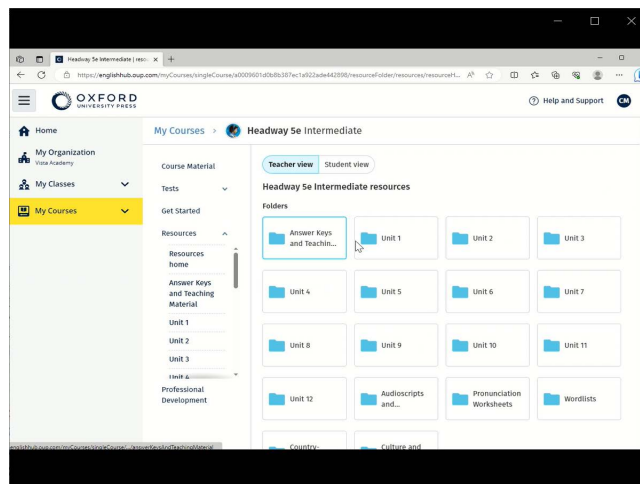 Headway 5e Intermediate | reso
https://englishhub.oup.com/myCourses/singleCourse/a0009601d0b8b387ec1a922ade442898/resourceFolder/resources/resourceH...
OXFORD
UNIVERSITY PRESS
Help and Support
CM
Home
My Organization
Vista Academy
My Classes
My Courses
My Courses > Headway 5e Intermediate
Course Material
Tests
Get Started
Resources
Resources
home
Answer Keys
and Teaching
Material
Unit 1
Unit 2
Unit 3
Unit 4
Professional
Development
Teacher view
Student view
Headway 5e Intermediate resources
Folders
Answer Keys
and Teachin...
Unit 1
Unit 2
Unit 3
Unit 4
Unit 5
Unit 6
Unit 7
Unit 8
Unit 9
Unit 10
Unit 11
Unit 12
Audioscripts
and...
Pronunciation
Worksheets
Wordlists
Country-
Culture and
englishhub.oup.com/myCourses/singleCourse/.../answerKeysAndTeachingMaterial